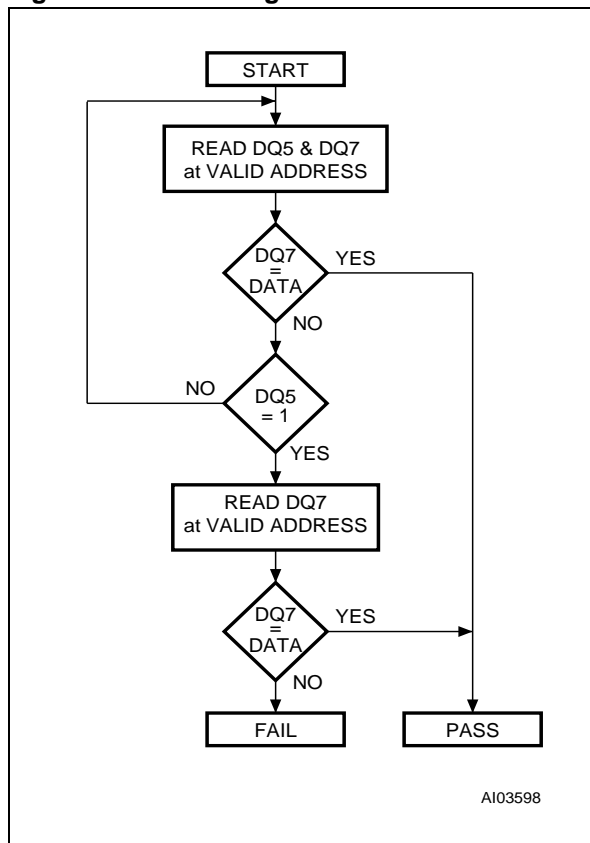 START
READ DQ5 & DQ7
at VALID ADDRESS
DQ7
=
DATA
YES
NO
NO
DQ5
= 1
YES
READ DQ7
at VALID ADDRESS
DQ7
=
DATA
YES
NO
FAIL
PASS
AI03598